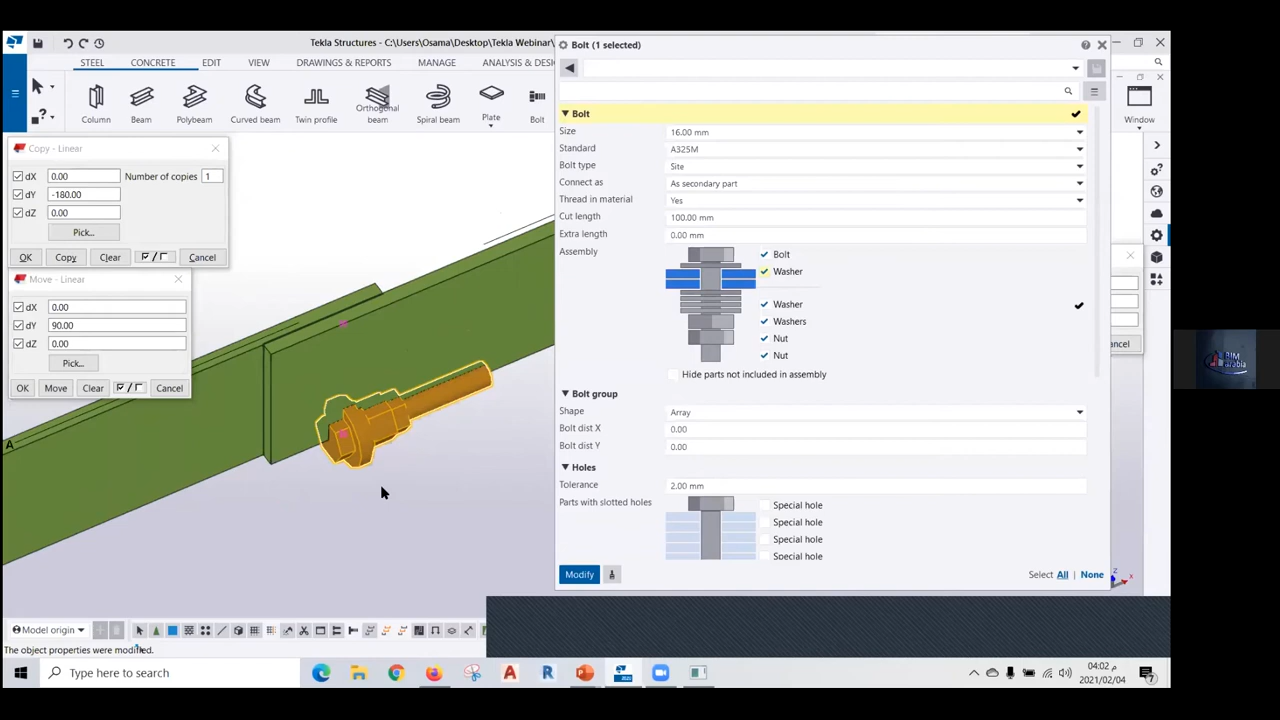 Tekla Structures - C:\Users\Osama\Desktop\Tekla Webinar\
Bolt (1 selected)
STEEL CONCRETE EDIT VIEW DRAWINGS & REPORTS MANAGE ANALYSIS & DES
Column
Beam
Polybeam
Curved beam
Twin profile
Orthogonal
beam
Spiral beam
Plate
Bolt
Window
Copy - Linear
dX 0.00 Number of copies 1
dY -180.00
dZ 0.00
Pick...
OK Copy Clear Cancel
Move - Linear
dX 0.00
dY 90.00
dZ 0.00
Pick...
OK Move Clear Cancel
A
Bolt
Size 16.00 mm
Standard A325M
Bolt type Site
Connect as As secondary part
Thread in material Yes
Cut length 100.00 mm
Extra length 0.00 mm
Assembly
Bolt
Washer
Washer
Washers
Nut
Nut
Hide parts not included in assembly
Bolt group
Shape Array
Bolt dist X 0.00
Bolt dist Y 0.00
Holes
Tolerance 2.00 mm
Parts with slotted holes
Special hole
Special hole
Special hole
Special hole
Modify
Select All | None
ancel
BIM
arabia
z
x
Model origin
The object properties were modified.
Type here to search
04:02 م
2021/02/04
7